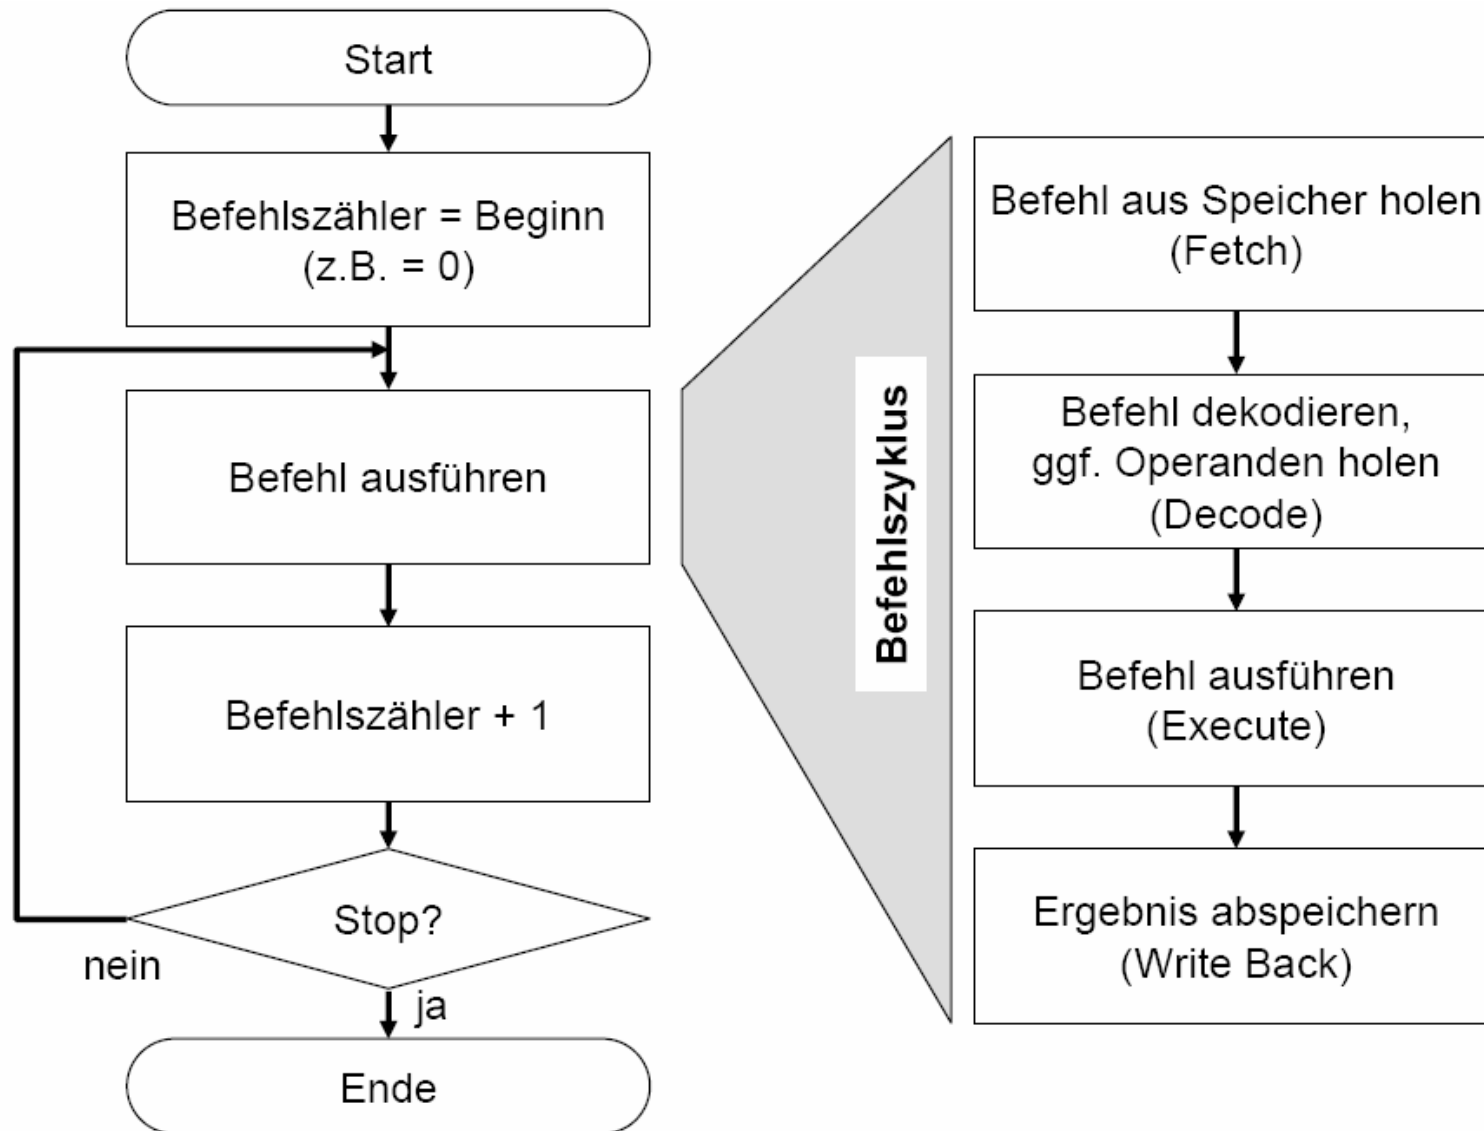 Start
Befehlszähler = Beginn
(z.B. = 0)
Befehl ausführen
Befehlszähler + 1
Stop?
nein
ja
Ende
Befehlszyklus
Befehl aus Speicher holen
(Fetch)
Befehl dekodieren,
ggf. Operanden holen
(Decode)
Befehl ausführen
(Execute)
Ergebnis abspeichern
(Write Back)